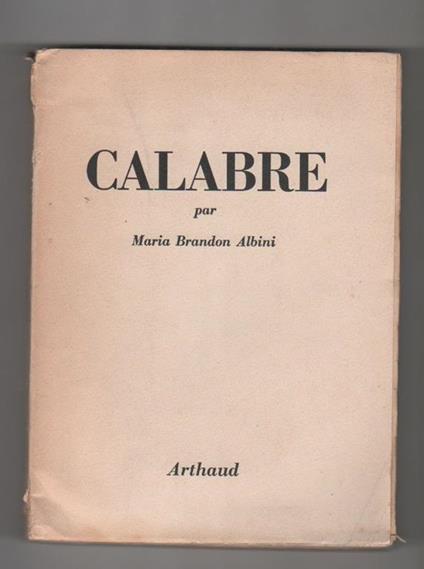 CALABRE
par
Maria Brandon Albini
Arthaud